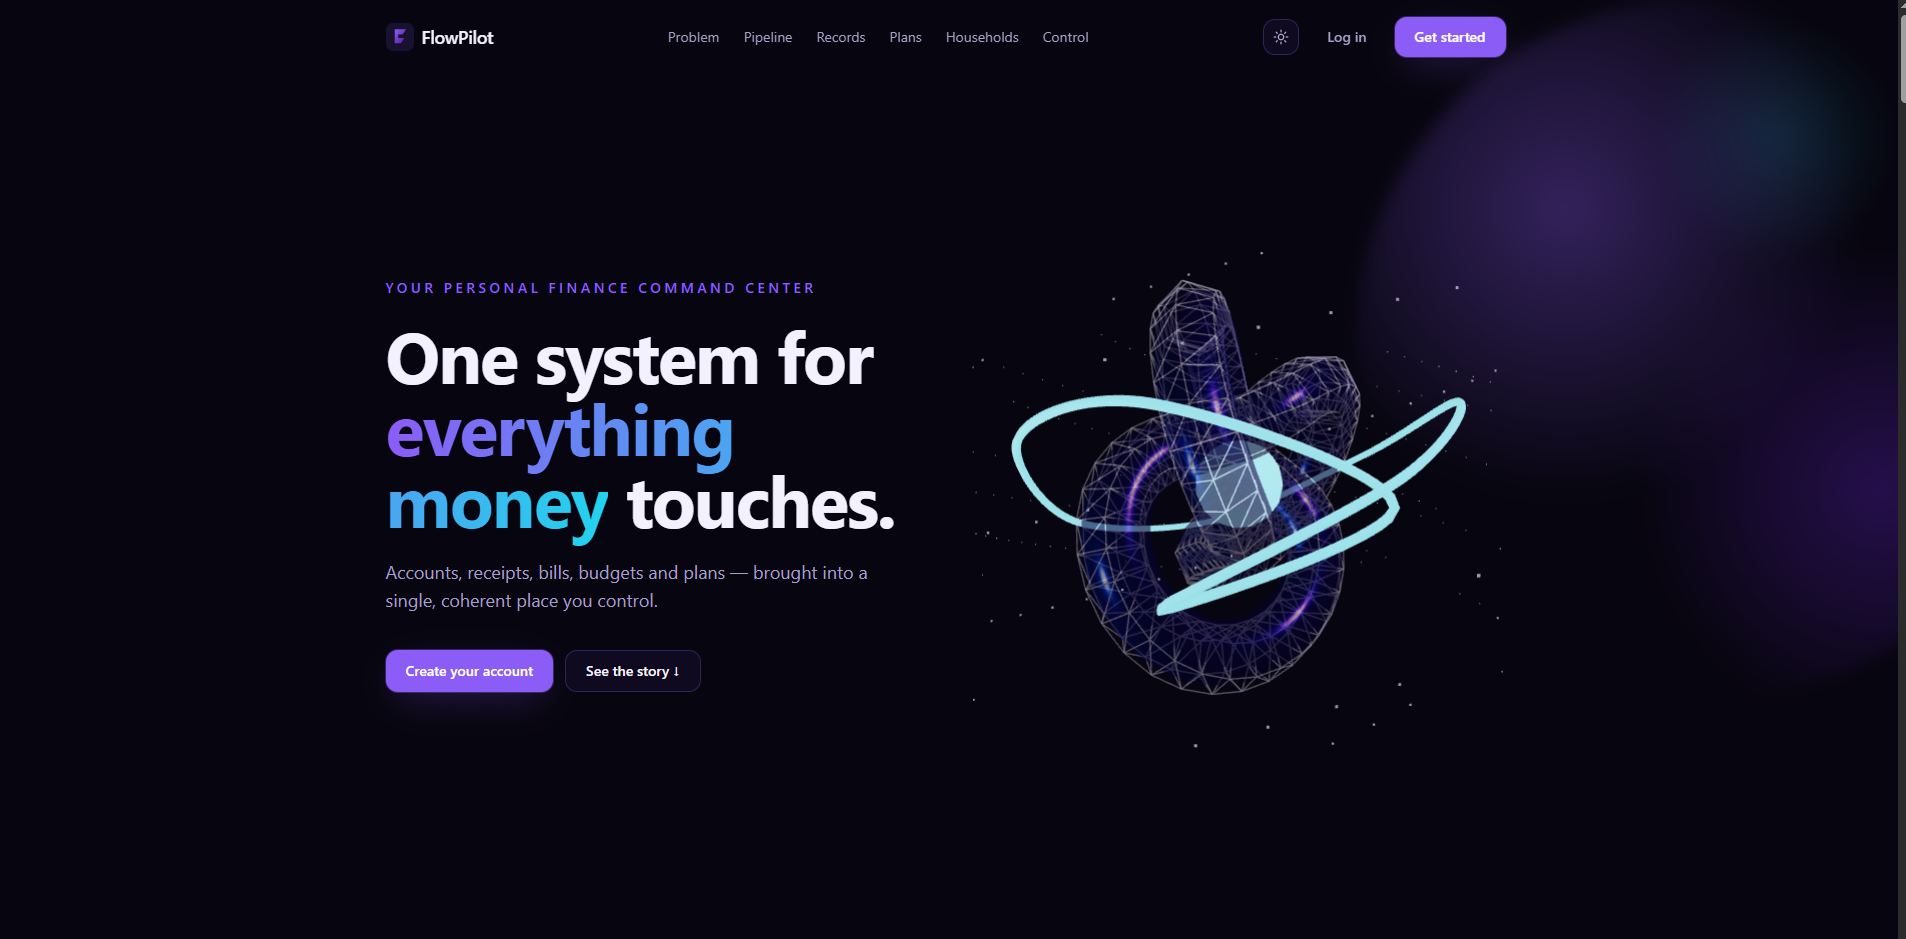 FlowPilot
Problem Pipeline Records Plans Households Control
Log in
Get started
YOUR PERSONAL FINANCE COMMAND CENTER
One system for
everything
money touches.
Accounts, receipts, bills, budgets and plans — brought into a
single, coherent place you control.
Create your account
See the story ↓